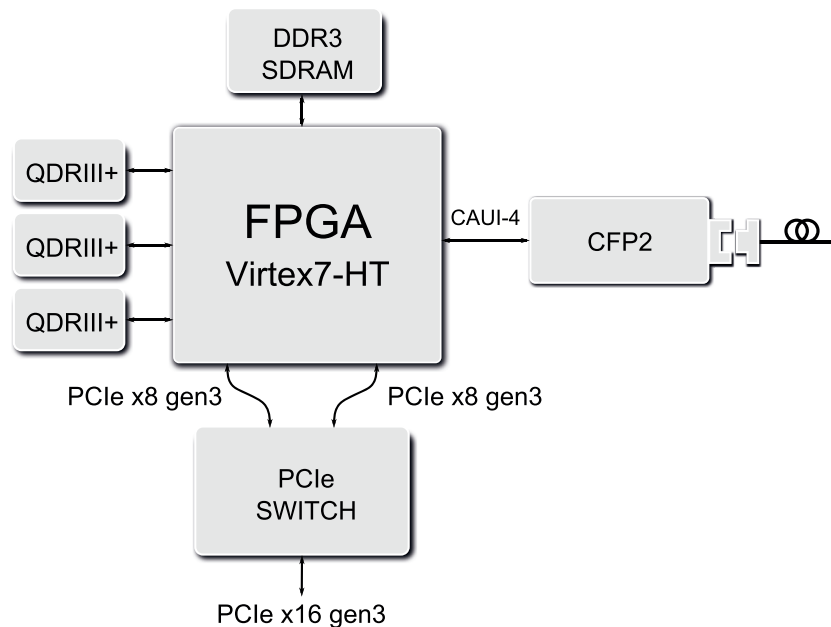 DDR3
SDRAM
QDRIII+
QDRIII+
QDRIII+
FPGA
Virtex7-HT
CAUI-4
CFP2
PCIe x8 gen3
PCIe x8 gen3
PCIe
SWITCH
PCIe x16 gen3